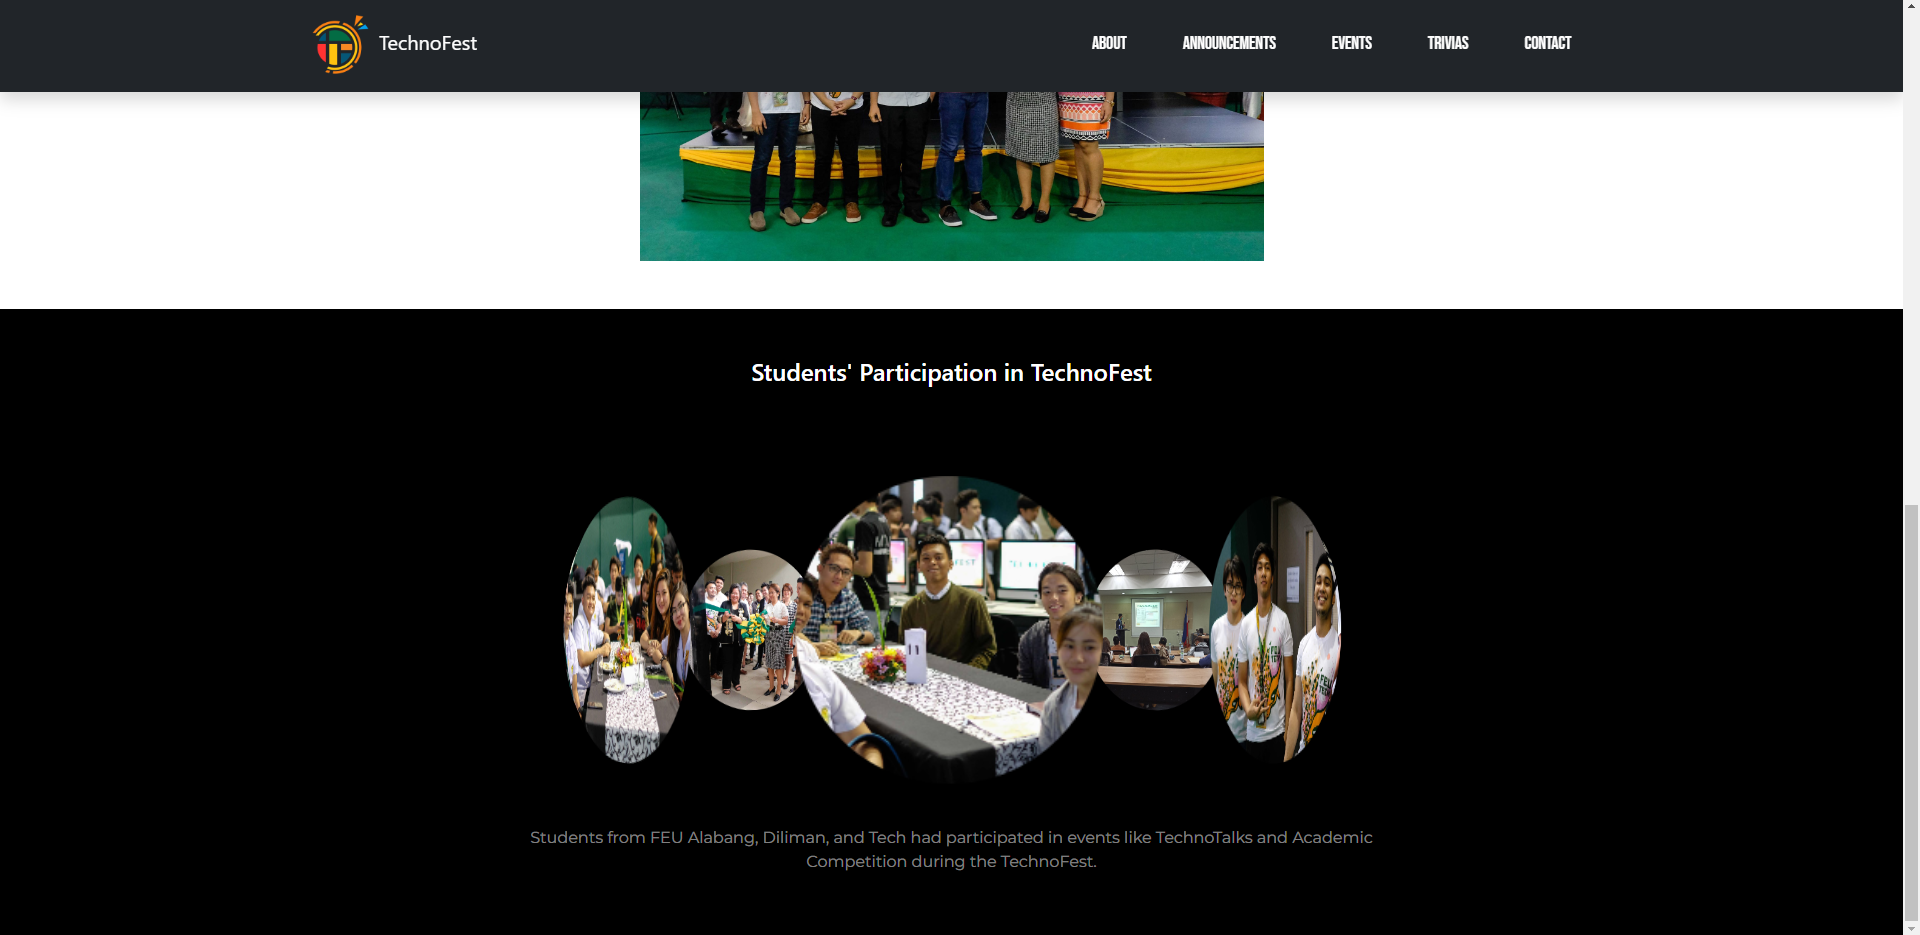 TechnoFest
ABOUT
ANNOUNCEMENTS
EVENTS
TRIVIAS
CONTACT
Students' Participation in TechnoFest
Students from FEU Alabang, Diliman, and Tech had participated in events like TechnoTalks and Academic
Competition during the TechnoFest.